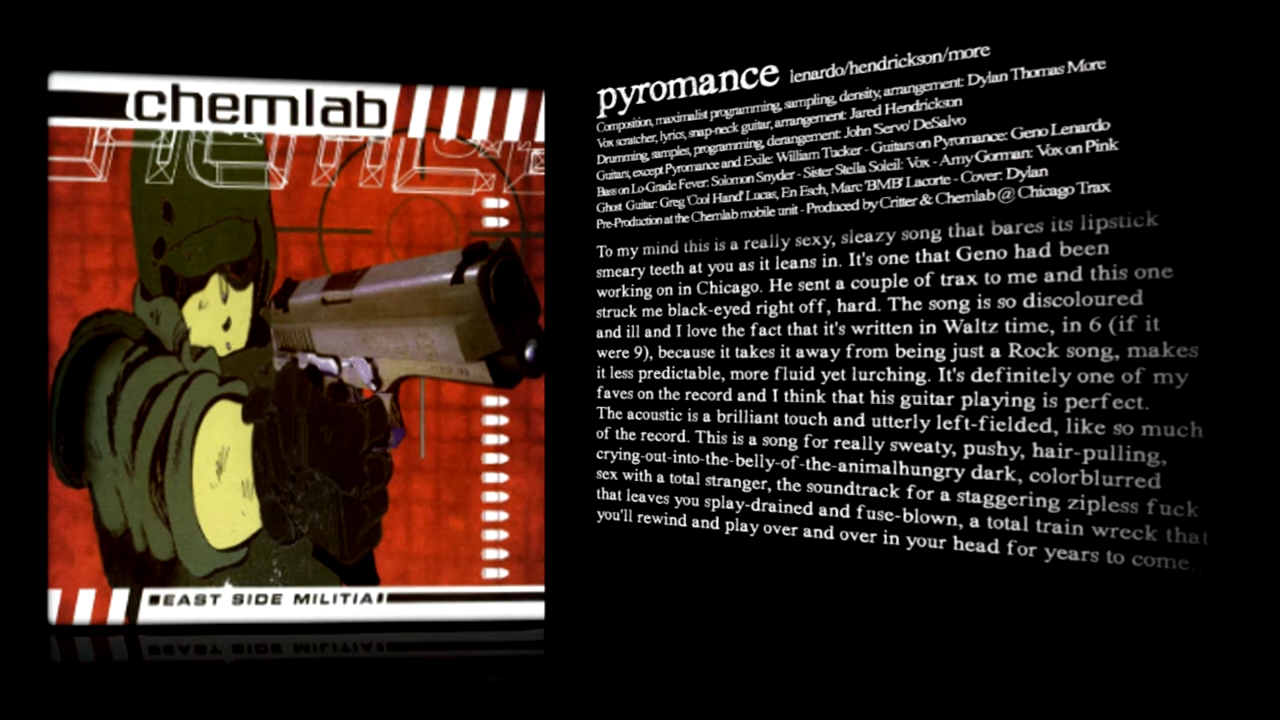 chemlab
EAST SIDE MILITIA
pyromance lenardo/hendrickson/more
Composition, maximalist programming, sampling, density, arrangement: Dylan Thomas More
Vox scratcher, lyrics, snap-neck guitar, arrangement: Jared Hendrickson
Drumming, samples, programming, derangement: John 'Servo' DeSalvo
Guitars, except Pyromance and Exile: William Tucker - Guitars on Pyromance: Geno Lenardo
Bass on Lo-Grade Fever: Solomon Snyder - Sister Stella Soleil: Vox - Amy Gorman: Vox on Pink
Ghost Guitar: Greg 'Cool Hand' Lucas, En Esch, Marc 'BMB' Lacorte - Cover: Dylan
Pre-Production at the Chemlab mobile unit - Produced by Critter & Chemlab @ Chicago Trax
To my mind this is a really sexy, sleazy song that bares its lipstick
smeary teeth at you as it leans in. It's one that Geno had been
working on in Chicago. He sent a couple of trax to me and this one
struck me black-eyed right off, hard. The song is so discoloured
and ill and I love the fact that it's written in Waltz time, in 6 (if it
were 9), because it takes it away from being just a Rock song, makes
it less predictable, more fluid yet lurching. It's definitely one of my
faves on the record and I think that his guitar playing is perfect.
The acoustic is a brilliant touch and utterly left-fielded, like so much
of the record. This is a song for really sweaty, pushy, hair-pulling,
crying-out-into-the-belly-of-the-animalhungry dark, colorblurred
sex with a total stranger, the soundtrack for a staggering zipless fuck
that leaves you splay-drained and fuse-blown, a total train wreck that
you'll rewind and play over and over in your head for years to come...